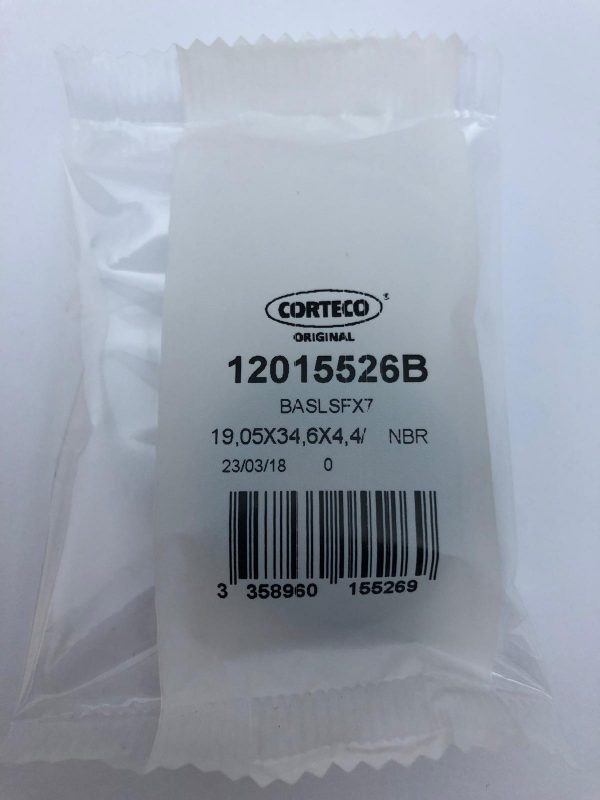 CORTECO®
ORIGINAL
12015526B
BASLSFX7
19,05X34,6X4,4/ NBR
23/03/18 0
3 358960 155269